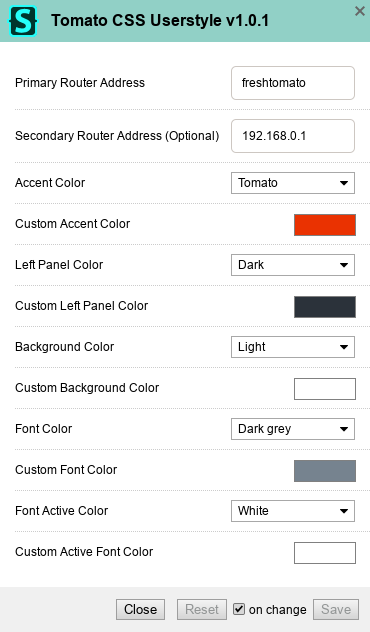 Tomato CSS Userstyle v1.0.1
Primary Router Address freshtomato
Secondary Router Address (Optional) 192.168.0.1
Accent Color Tomato
Custom Accent Color
Left Panel Color Dark
Custom Left Panel Color
Background Color Light
Custom Background Color
Font Color Dark grey
Custom Font Color
Font Active Color White
Custom Active Font Color
Close Reset on change Save